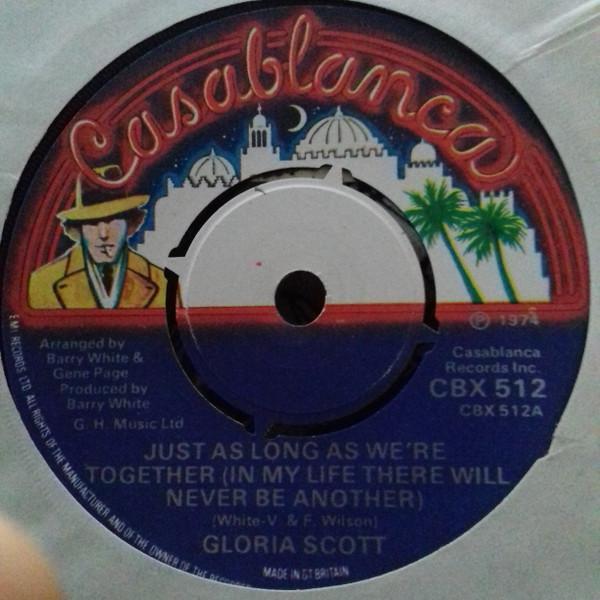 Casablanca
℗ 1974
Arranged by
Barry White &
Gene Page
Produced by
Barry White
G. H. Music Ltd
Casablanca
Records Inc.
CBX 512
CBX 512A
JUST AS LONG AS WE'RE
TOGETHER (IN MY LIFE THERE WILL
NEVER BE ANOTHER)
(White-V. & F. Wilson)
GLORIA SCOTT
EMI RECORDS LTD. ALL RIGHTS OF THE MANUFACTURER AND OF THE OWNER OF THE RECORDED
MADE IN GT BRITAIN